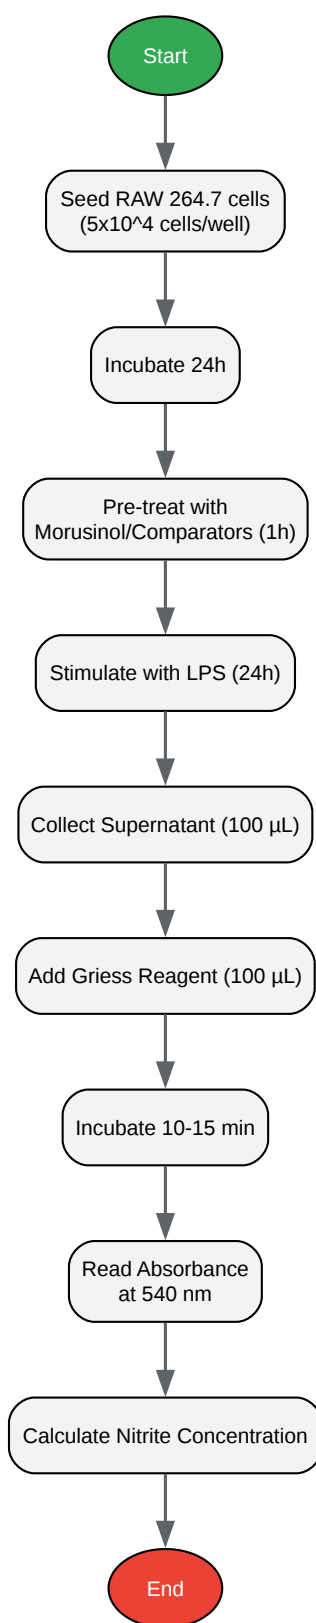 Start
Seed RAW 264.7 cells
(5x10^4 cells/well)
Incubate 24h
Pre-treat with
Morusinol/Comparators (1h)
Stimulate with LPS (24h)
Collect Supernatant (100 µL)
Add Griess Reagent (100 µL)
Incubate 10-15 min
Read Absorbance
at 540 nm
Calculate Nitrite Concentration
End